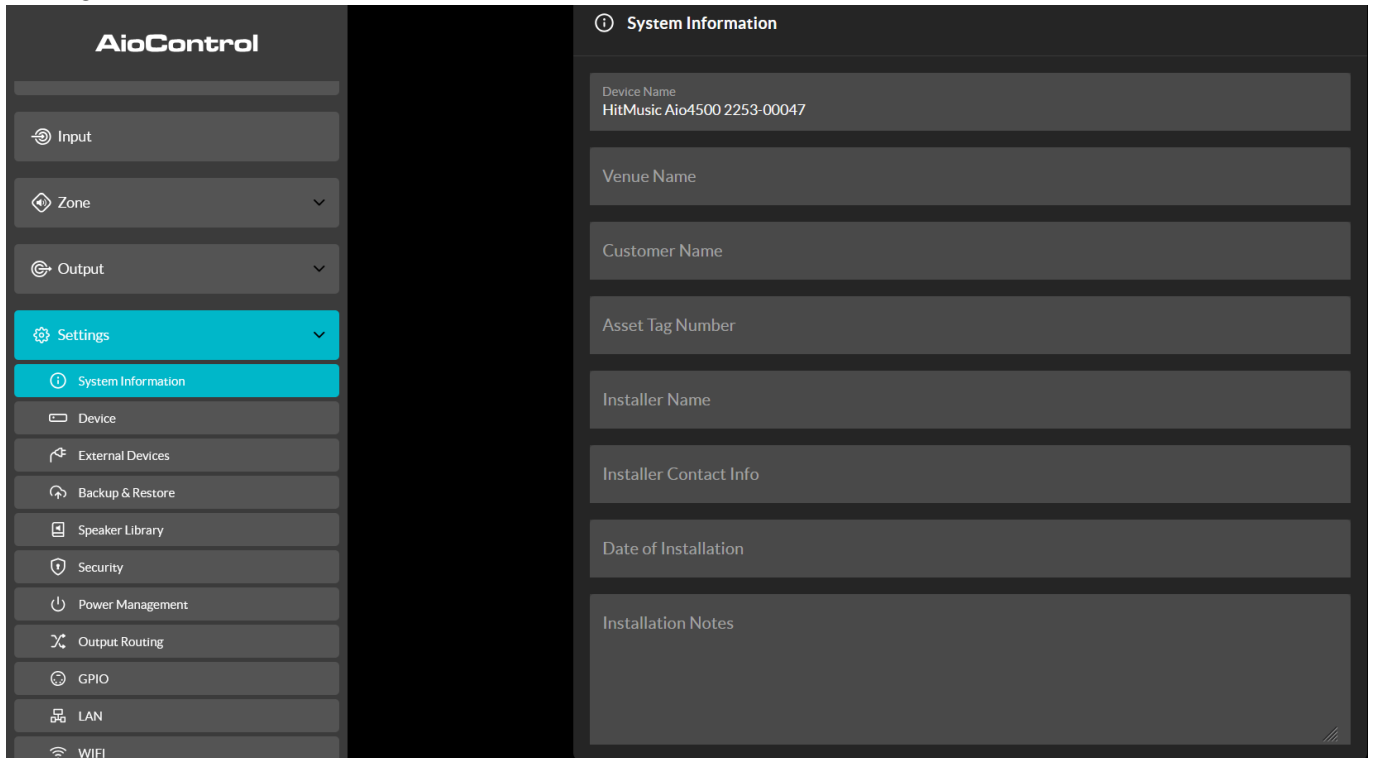 AioControl
Input
Zone
Output
Settings
System Information
Device
External Devices
Backup & Restore
Speaker Library
Security
Power Management
Output Routing
GPIO
LAN
WIFI
System Information
Device Name
HitMusic Aio4500 2253-00047
Venue Name
Customer Name
Asset Tag Number
Installer Name
Installer Contact Info
Date of Installation
Installation Notes